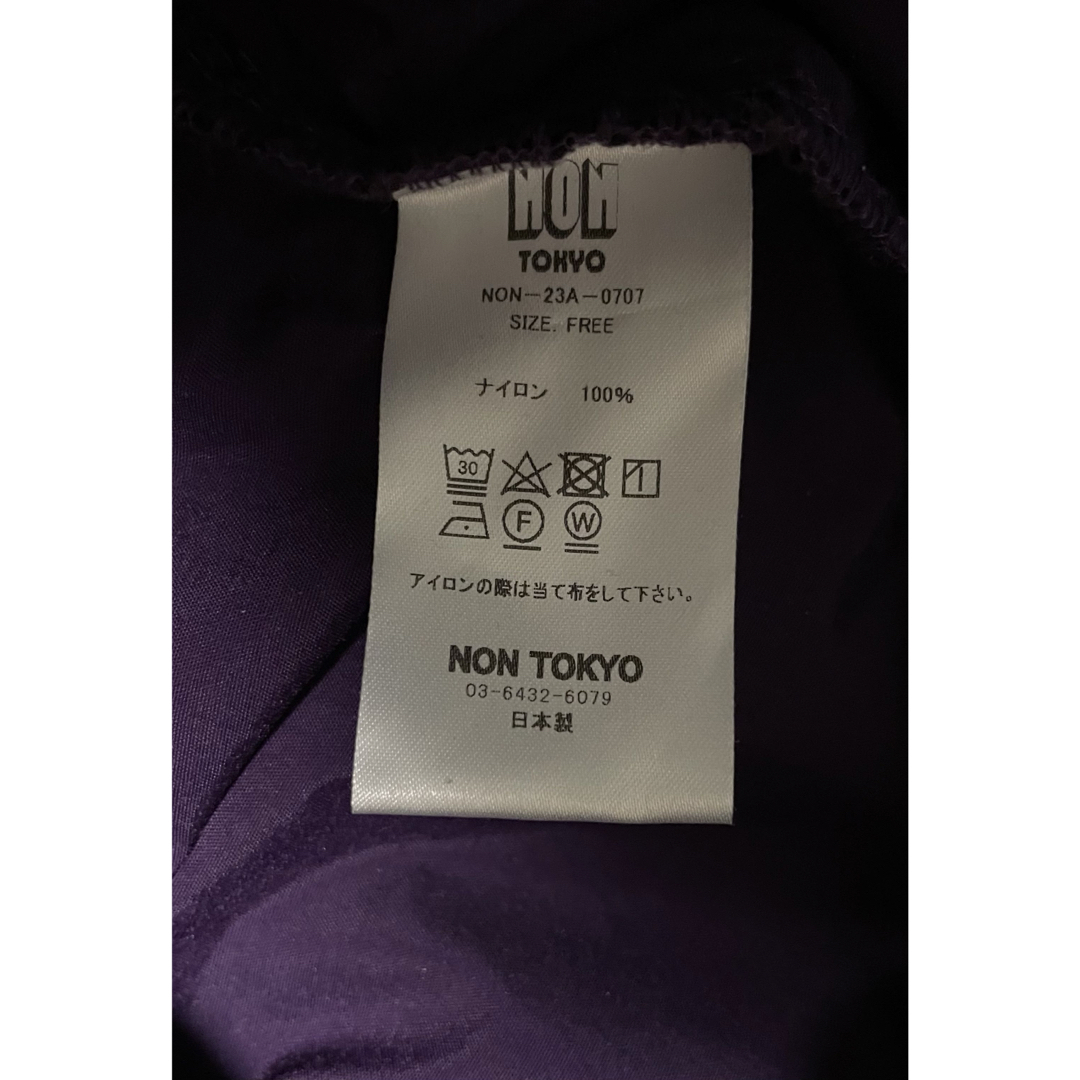 NON
TOKYO
NON-23A-0707
SIZE. FREE
ナイロン 100%
30
F W
アイロンの際は当て布をして下さい。
NON TOKYO
03-6432-6079
日本製